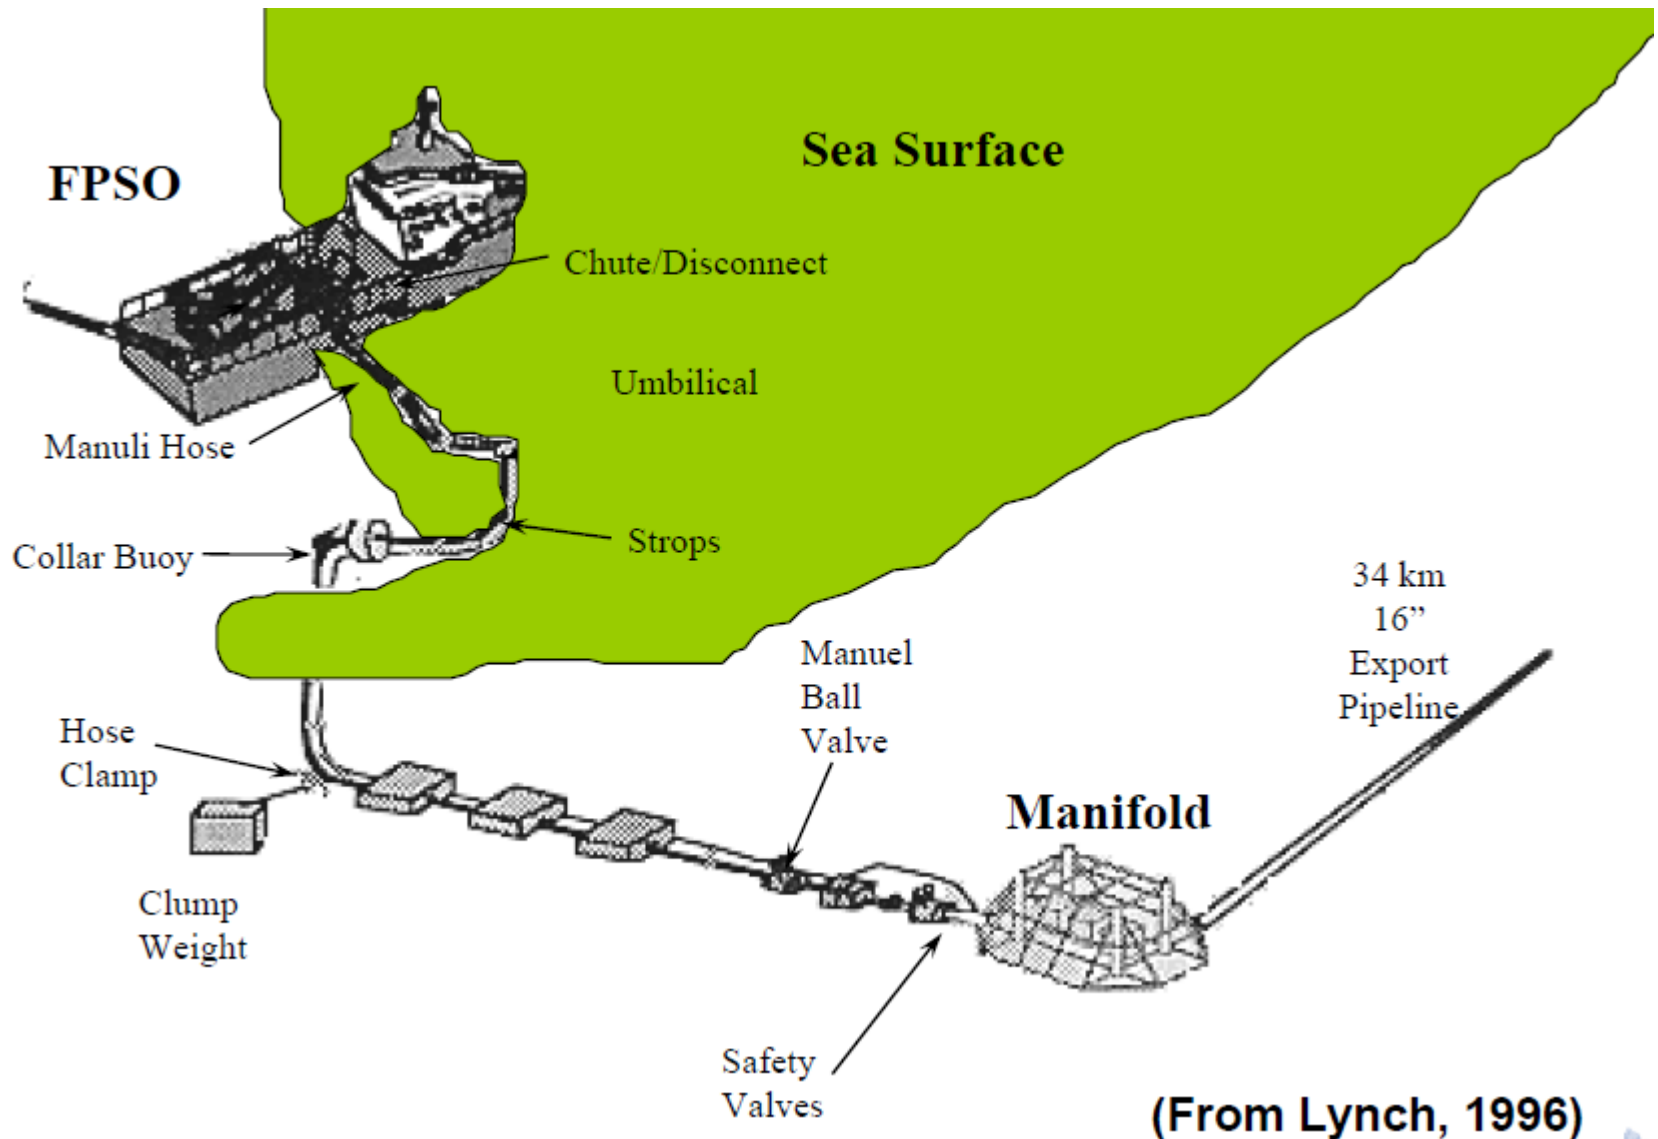 Sea Surface
FPSO
Chute/Disconnect
Umbilical
Manuli Hose
Strops
Collar Buoy
34 km
16”
Export
Pipeline
Manuel
Ball
Valve
Hose
Clamp
Manifold
Clump
Weight
Safety
Valves
(From Lynch, 1996)